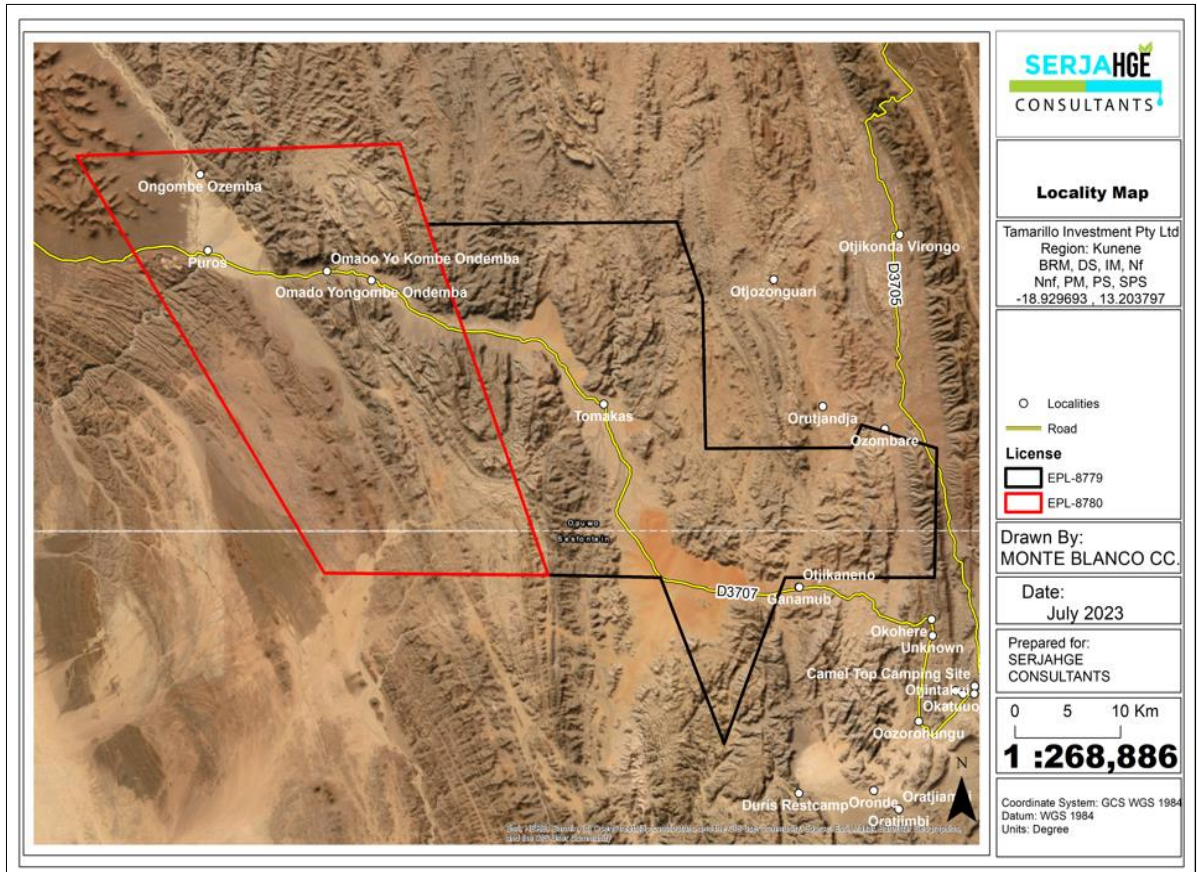 Ongombe Ozemba
Puros
Omaoo Yo Kombe Ondemba
Omado Yongombe Ondemba
Otjikonda Virongo
D3705
Otjozonguari
Tomakas
Orutjandja
Ozombare
Opuwo
Sesfontein
Otjikaneno
D3707
Ganamub
Okohere
Unknown
Camel Top Camping Site
Okatuuo
Oozorohungu
Duris Restcamp
Oronde
Oratjimbi
SERJAHGE
CONSULTANTS
Locality Map
Tamarillo Investment Pty Ltd
Region: Kunene
BRM, DS, IM, Nf
Nnf, PM, PS, SPS
-18.929693 , 13.203797
Localities
Road
License
EPL-8779
EPL-8780
Drawn By:
MONTE BLANCO CC.
Date:
July 2023
Prepared for:
SERJAHGE
CONSULTANTS
0 5 10 Km
1 :268,886
N
Coordinate System: GCS WGS 1984
Datum: WGS 1984
Units: Degree